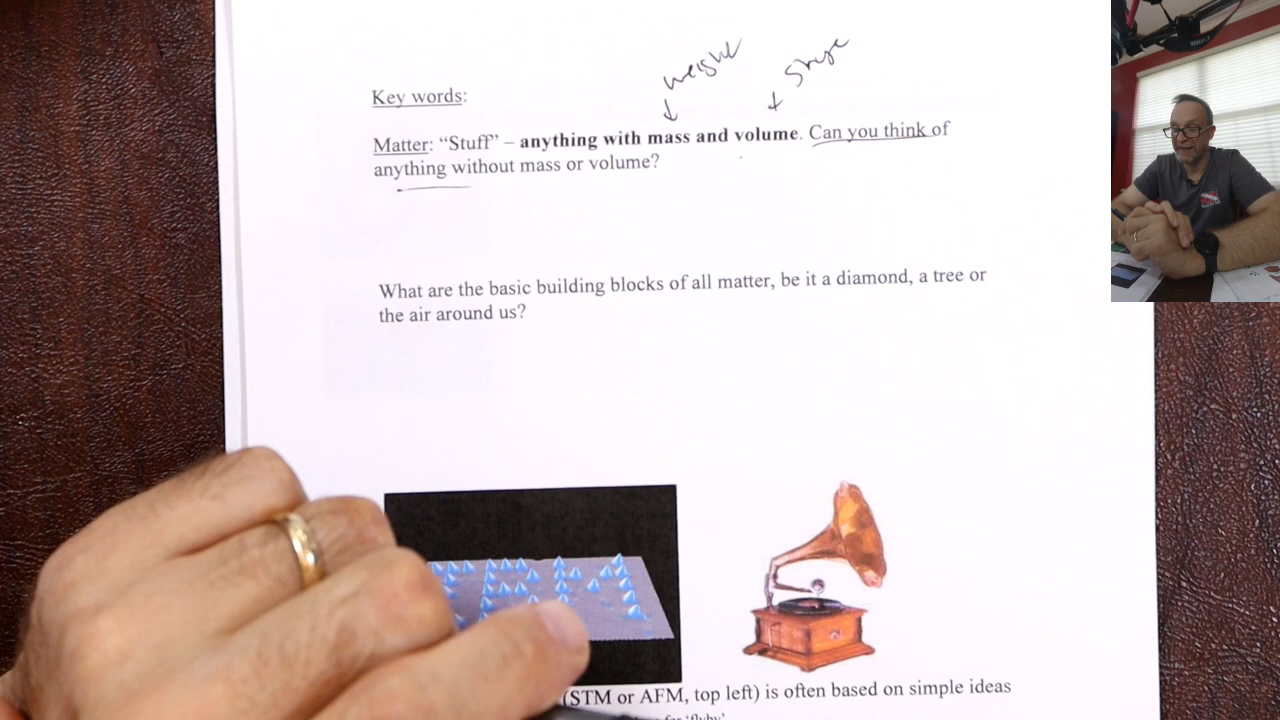 weight
Key words:
Matter: “Stuff” – anything with mass and volume. Can you think of
anything without mass or volume?
What are the basic building blocks of all matter, be it a diamond, a tree or
the air around us?
(STM or AFM, top left) is often based on simple ideas
for ‘flyby’